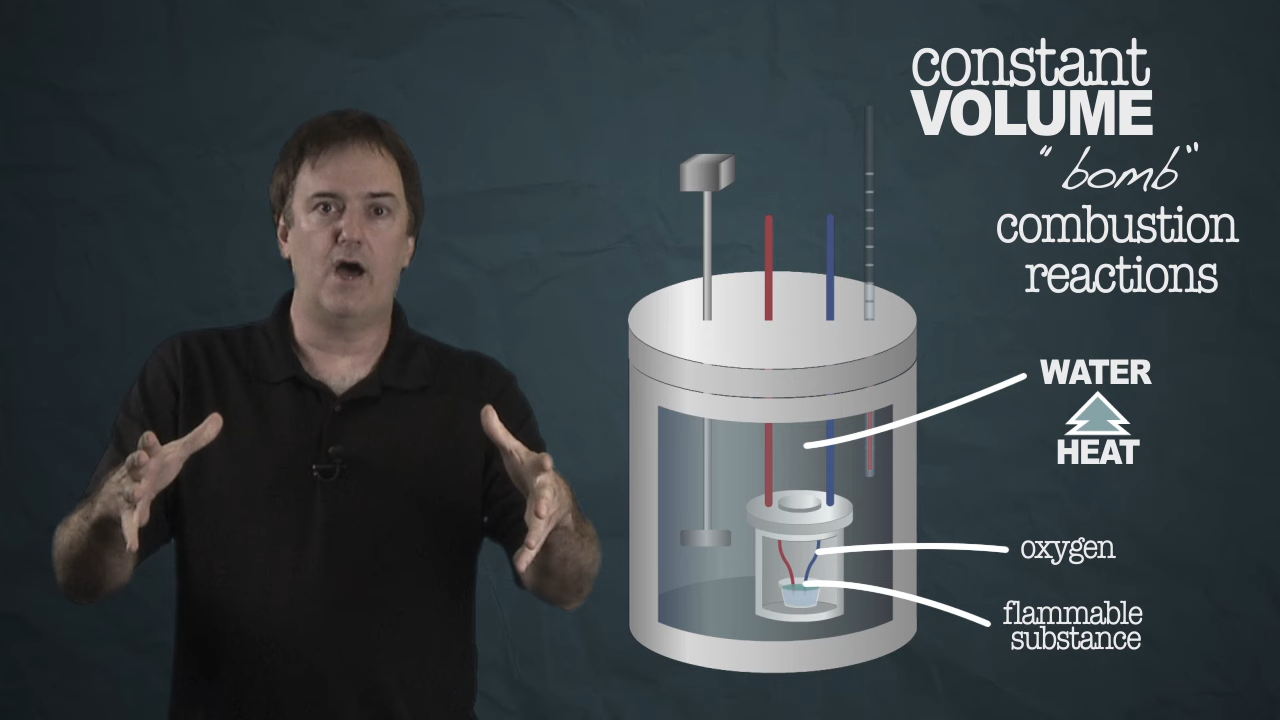 constant
VOLUME
"bomb"
combustion
reactions
WATER
HEAT
oxygen
flammable
substance